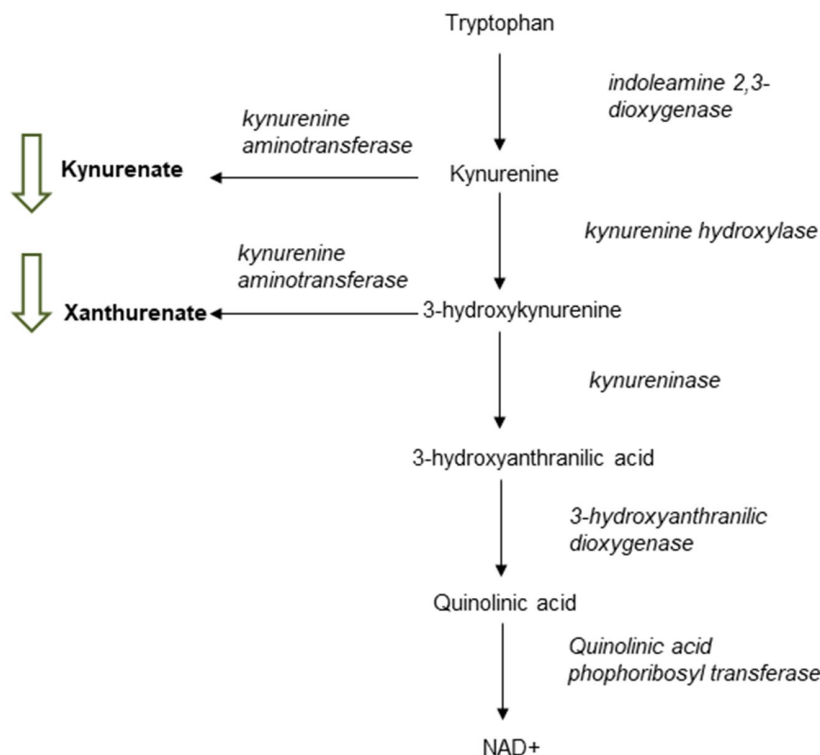 Tryptophan
indoleamine 2,3-
dioxygenase
kynurenine
aminotransferase
Kynurenate
Kynurenine
kynurenine hydroxylase
kynurenine
aminotransferase
Xanthurenate
3-hydroxykynurenine
kynureninase
3-hydroxyanthranilic acid
3-hydroxyanthranilic
dioxygenase
Quinolinic acid
Quinolinic acid
phophoribosyl transferase
NAD+